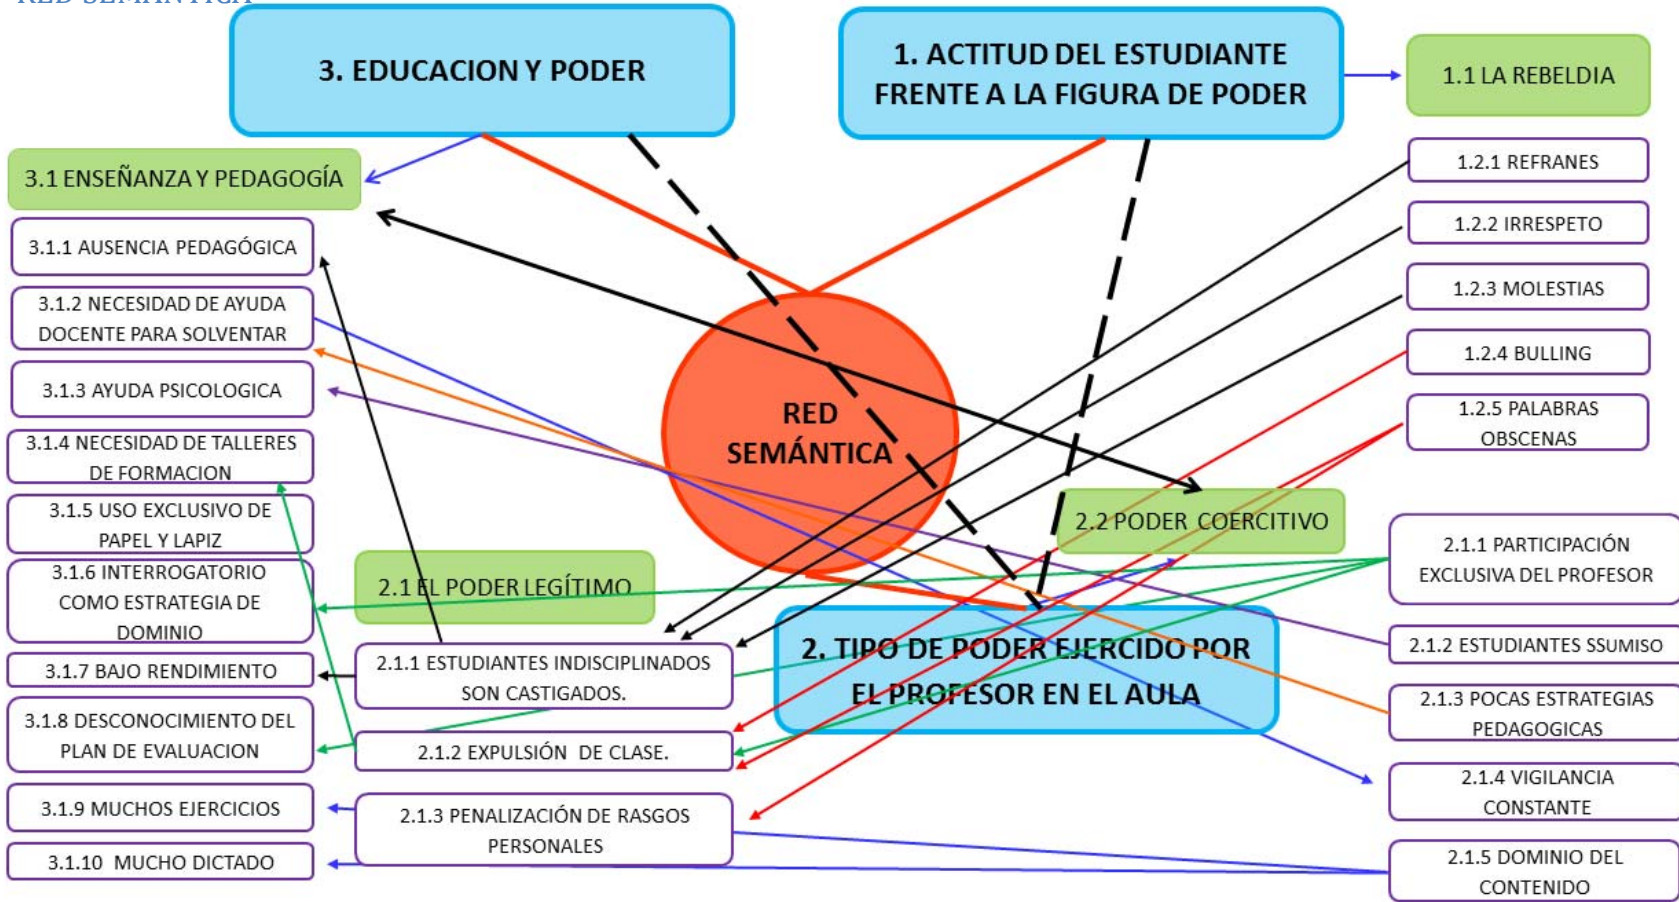 RED SEMÁNTICA
3. EDUCACION Y PODER
1. ACTITUD DEL ESTUDIANTE
FRENTE A LA FIGURA DE PODER
1.1 LA REBELDIA
3.1 ENSEÑANZA Y PEDAGOGÍA
3.1.1 AUSENCIA PEDAGÓGICA
3.1.2 NECESIDAD DE AYUDA
DOCENTE PARA SOLVENTAR
3.1.3 AYUDA PSICOLOGICA
3.1.4 NECESIDAD DE TALLERES
DE FORMACION
3.1.5 USO EXCLUSIVO DE
PAPEL Y LAPIZ
3.1.6 INTERROGATORIO
COMO ESTRATEGIA DE
DOMINIO
3.1.7 BAJO RENDIMIENTO
3.1.8 DESCONOCIMIENTO DEL
PLAN DE EVALUACION
3.1.9 MUCHOS EJERCICIOS
3.1.10 MUCHO DICTADO
RED
SEMÁNTICA
2.1 EL PODER LEGÍTIMO
2.1.1 ESTUDIANTES INDISCIPLINADOS
SON CASTIGADOS.
2.1.2 EXPULSIÓN DE CLASE.
2.1.3 PENALIZACIÓN DE RASGOS
PERSONALES
2.2 PODER COERCITIVO
2. TIPO DE PODER EJERCIDO POR
EL PROFESOR EN EL AULA
1.2.1 REFRANES
1.2.2 IRRESPETO
1.2.3 MOLESTIAS
1.2.4 BULLING
1.2.5 PALABRAS
OBSCENAS
2.1.1 PARTICIPACIÓN
EXCLUSIVA DEL PROFESOR
2.1.2 ESTUDIANTES SSUMISO
2.1.3 POCAS ESTRATEGIAS
PEDAGOGICAS
2.1.4 VIGILANCIA
CONSTANTE
2.1.5 DOMINIO DEL
CONTENIDO